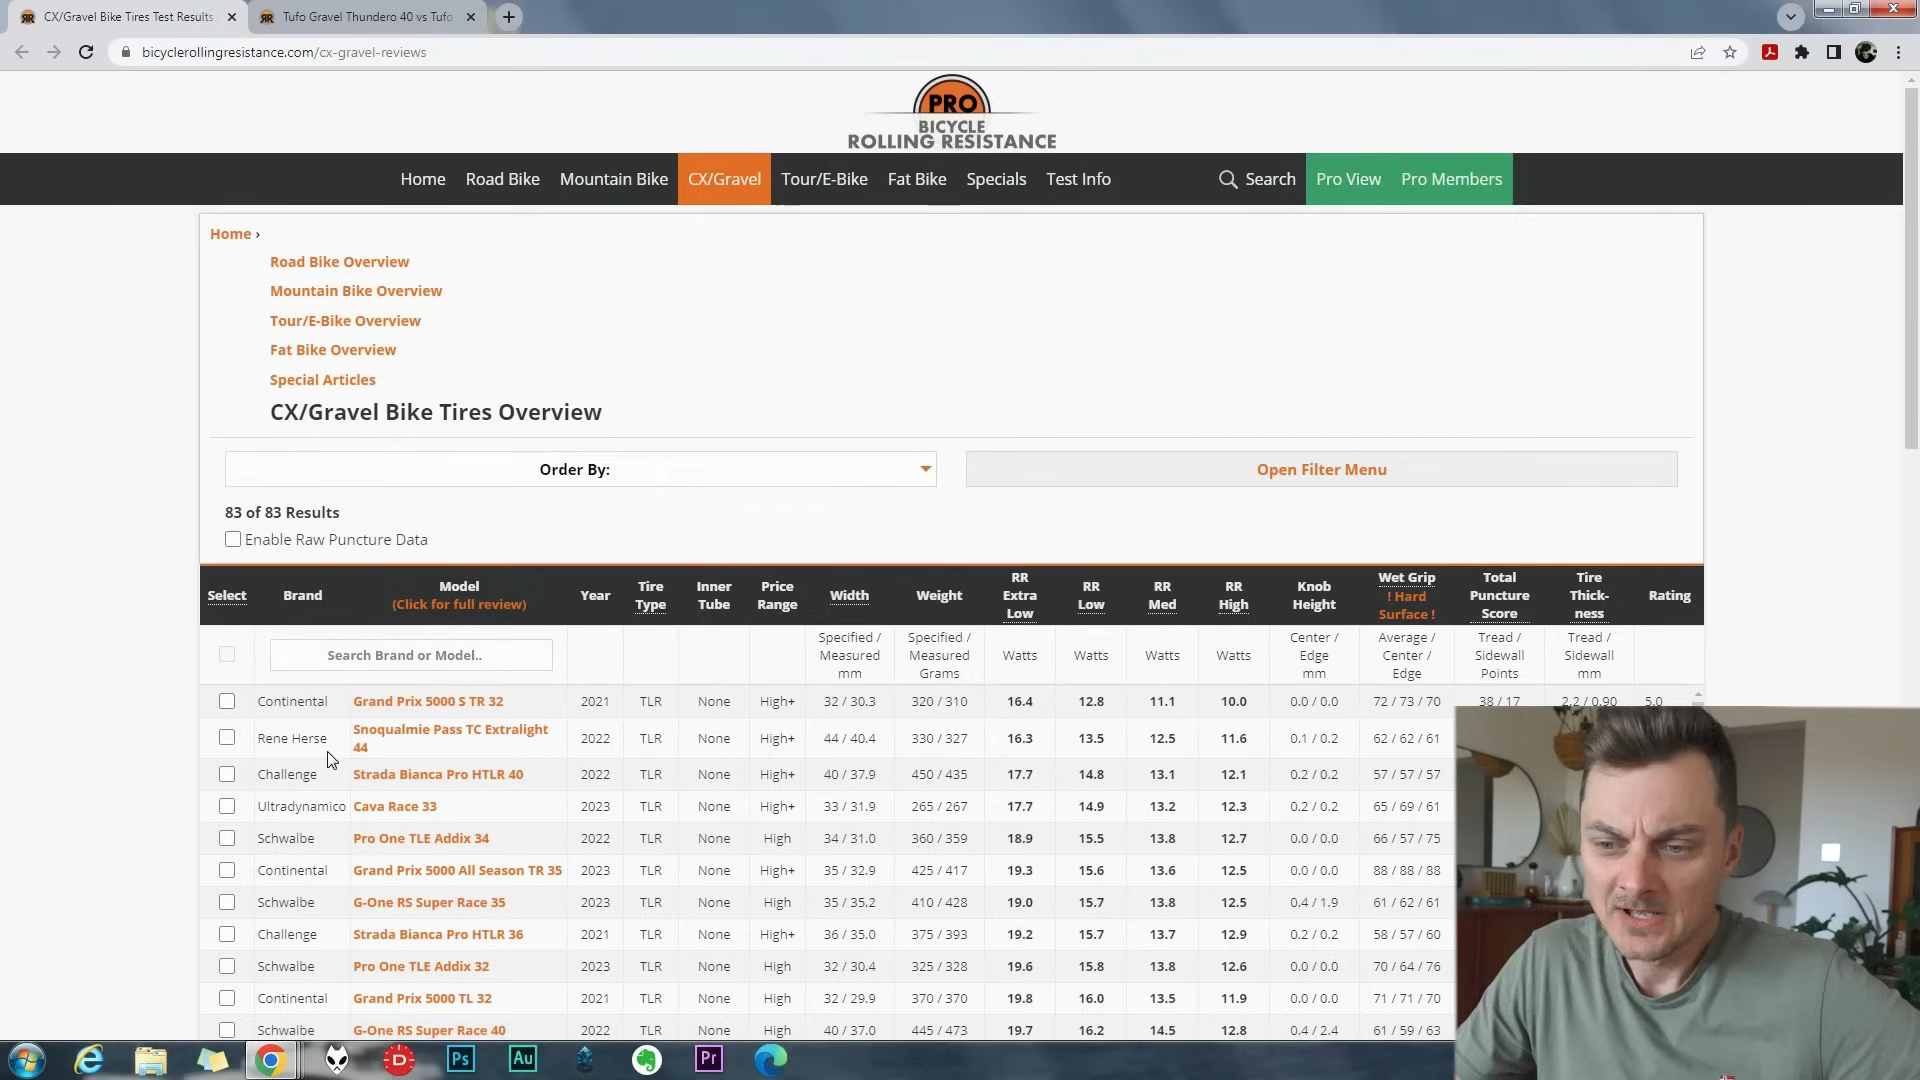 CX/Gravel Bike Tires Test Results
Tufo Gravel Thundero 40 vs Tufo
bicyclerollingresistance.com/cx-gravel-reviews
PRO
BICYCLE
ROLLING RESISTANCE
Home Road Bike Mountain Bike CX/Gravel Tour/E-Bike Fat Bike Specials Test Info Search Pro View Pro Members
Home ›
Road Bike Overview
Mountain Bike Overview
Tour/E-Bike Overview
Fat Bike Overview
Special Articles
CX/Gravel Bike Tires Overview
Order By: Open Filter Menu
83 of 83 Results
Enable Raw Puncture Data
Select Brand Model (Click for full review) Year Tire Type Inner Tube Price Range Width Weight RR Extra Low RR Low RR Med RR High Knob Height Wet Grip ! Hard Surface ! Total Puncture Score Tire Thick-ness Rating
Search Brand or Model.. Specified / Measured mm Specified / Measured Grams Watts Watts Watts Watts Center / Edge mm Average / Center / Edge Tread / Sidewall Points Tread / Sidewall mm
Continental Grand Prix 5000 S TR 32 2021 TLR None High+ 32 / 30.3 320 / 310 16.4 12.8 11.1 10.0 0.0 / 0.0 72 / 73 / 70 38 / 17 2.2 / 0.90 5.0
Rene Herse Snoqualmie Pass TC Extralight 44 2022 TLR None High+ 44 / 40.4 330 / 327 16.3 13.5 12.5 11.6 0.1 / 0.2 62 / 62 / 61
Challenge Strada Bianca Pro HTLR 40 2022 TLR None High+ 40 / 37.9 450 / 435 17.7 14.8 13.1 12.1 0.2 / 0.2 57 / 57 / 57
Ultradynamico Cava Race 33 2023 TLR None High+ 33 / 31.9 265 / 267 17.7 14.9 13.2 12.3 0.2 / 0.2 65 / 69 / 61
Schwalbe Pro One TLE Addix 34 2022 TLR None High 34 / 31.0 360 / 359 18.9 15.5 13.8 12.7 0.0 / 0.0 66 / 57 / 75
Continental Grand Prix 5000 All Season TR 35 2023 TLR None High+ 35 / 32.9 425 / 417 19.3 15.6 13.6 12.5 0.0 / 0.0 88 / 88 / 88
Schwalbe G-One RS Super Race 35 2023 TLR None High 35 / 35.2 410 / 428 19.0 15.7 13.8 12.5 0.4 / 1.9 61 / 62 / 61
Challenge Strada Bianca Pro HTLR 36 2021 TLR None High+ 36 / 35.0 375 / 393 19.2 15.7 13.7 12.9 0.2 / 0.2 58 / 57 / 60
Schwalbe Pro One TLE Addix 32 2023 TLR None High 32 / 30.4 325 / 328 19.6 15.8 13.8 12.6 0.0 / 0.0 70 / 64 / 76
Continental Grand Prix 5000 TL 32 2021 TLR None High 32 / 29.9 370 / 370 19.8 16.0 13.5 11.9 0.0 / 0.0 71 / 71 / 70
Schwalbe G-One RS Super Race 40 2022 TLR None High 40 / 37.0 445 / 473 19.7 16.2 14.5 12.8 0.4 / 2.4 61 / 59 / 63
D Ps Au Pr